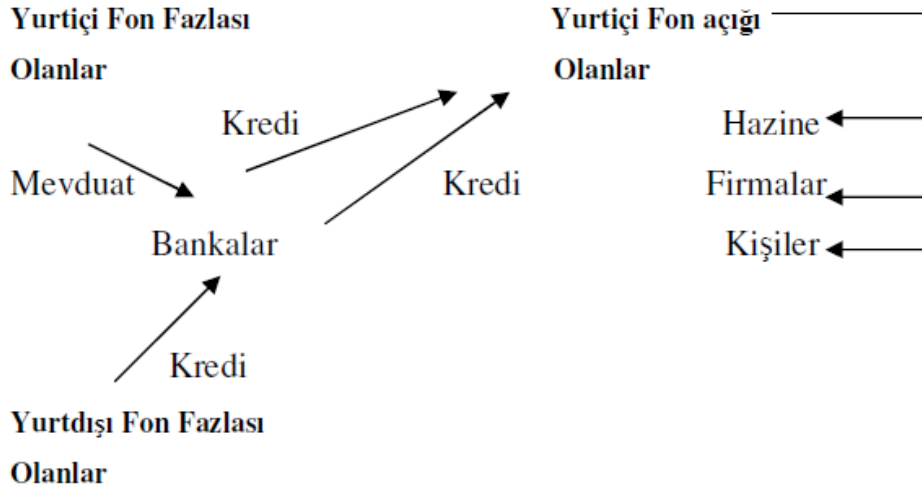 Yurtiçi Fon Fazlası
Olanlar
Yurtiçi Fon açığı
Olanlar
Kredi
Hazine
Mevduat
Kredi
Firmalar
Bankalar
Kişiler
Kredi
Yurtdışı Fon Fazlası
Olanlar